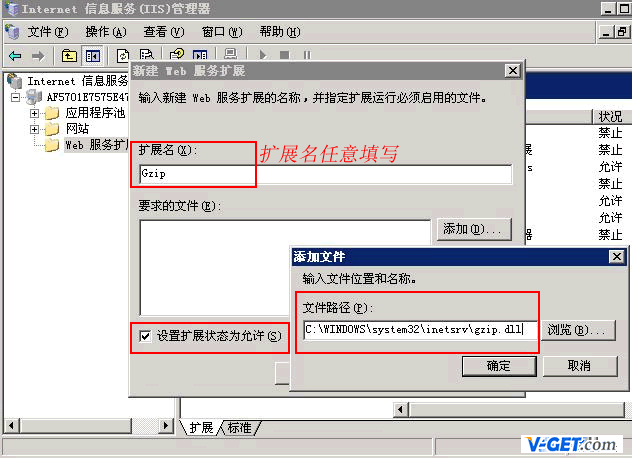 Internet 信息服务(IIS)管理器
文件(F) 操作(A) 查看(V) 窗口(W) 帮助(H)
Internet 信息服务
AF5701E7575E47
应用程序池
网站
Web 服务扩展
新建 Web 服务扩展
输入新建 Web 服务扩展的名称,并指定扩展运行必须启用的文件。
扩展名(X):
扩展名任意填写
Gzip
要求的文件(E):
添加(D)...
设置扩展状态为允许(S)
状况
禁止
禁止
禁止
允许
允许
允许
禁止
添加文件
输入文件位置和名称。
文件路径(P):
C:\WINDOWS\system32\inetsrv\gzip.dll
浏览(B)...
确定
取消
扩展
标准
V-GET.com